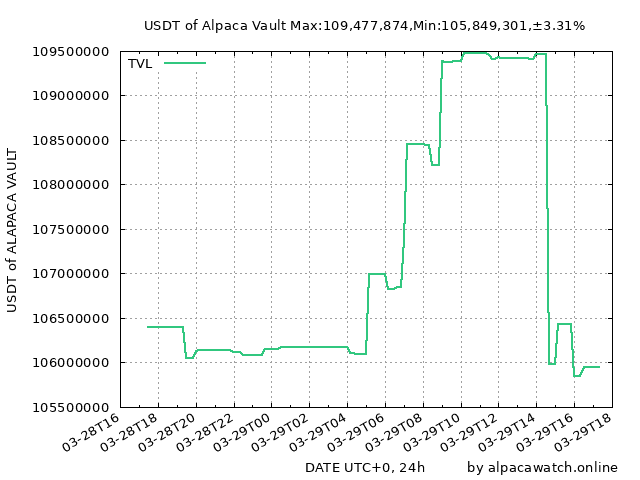 USDT of Alpaca Vault Max:109,477,874,Min:105,849,301,±3.31%
TVL
109500000
109000000
108500000
108000000
107500000
107000000
106500000
106000000
105500000
USDT of ALAPACA VAULT
03-28T16
03-28T18
03-28T20
03-28T22
03-29T00
03-29T02
03-29T04
03-29T06
03-29T08
03-29T10
03-29T12
03-29T14
03-29T16
03-29T18
DATE UTC+0, 24h
by alpacawatch.online